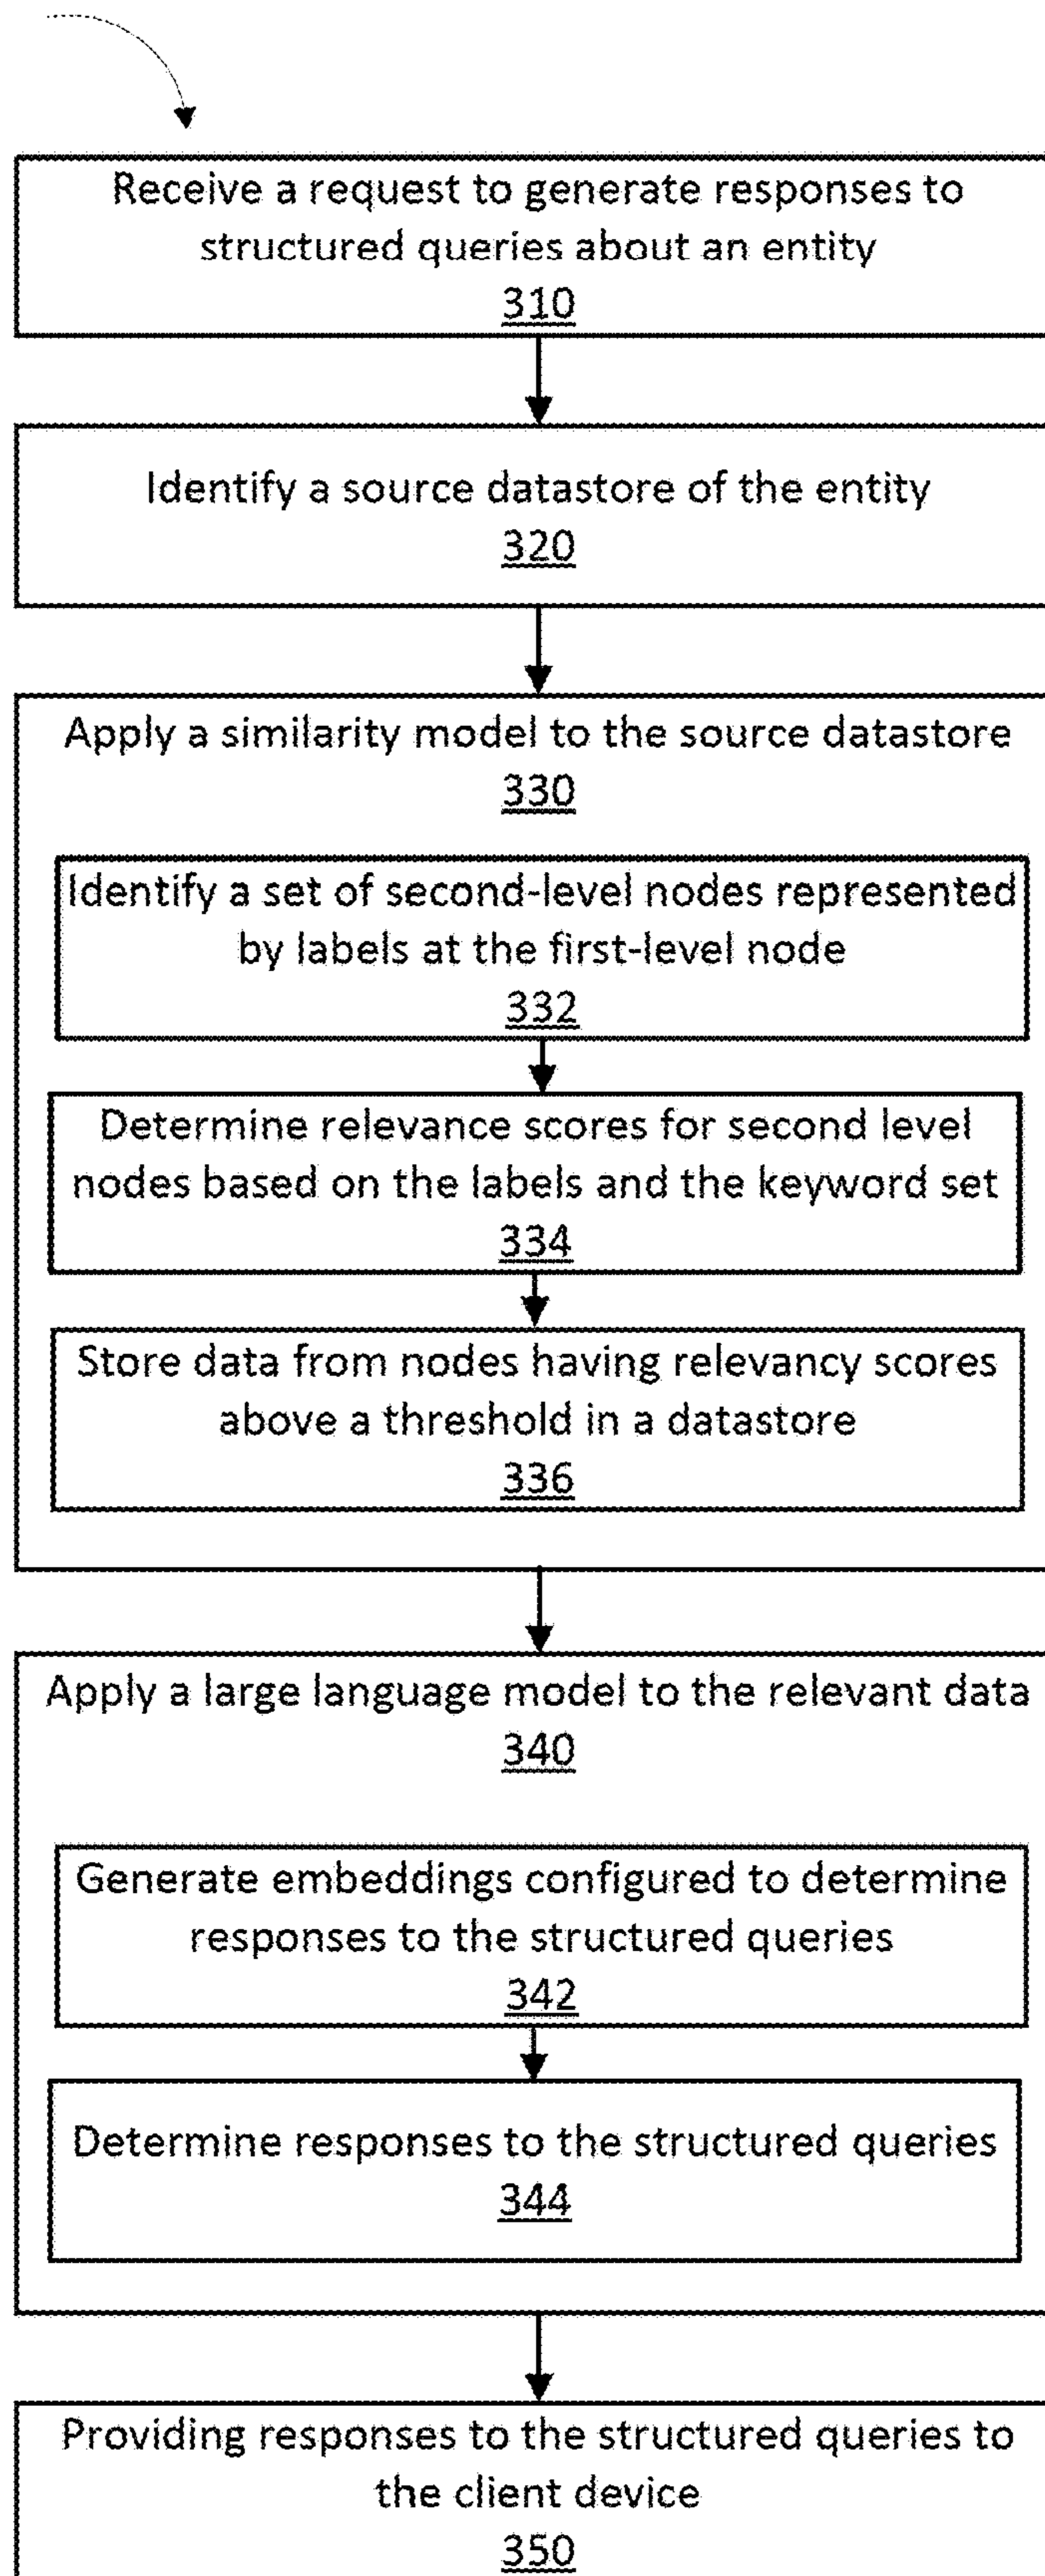 Receive a request to generate responses to
structured queries about an entity
310
Identify a source datastore of the entity
320
Apply a similarity model to the source datastore
330
Identify a set of second-level nodes represented
by labels at the first-level node
332
Determine relevance scores for second level
nodes based on the labels and the keyword set
334
Store data from nodes having relevancy scores
above a threshold in a datastore
336
Apply a large language model to the relevant data
340
Generate embeddings configured to determine
responses to the structured queries
342
Determine responses to the structured queries
344
Providing responses to the structured queries to
the client device
350